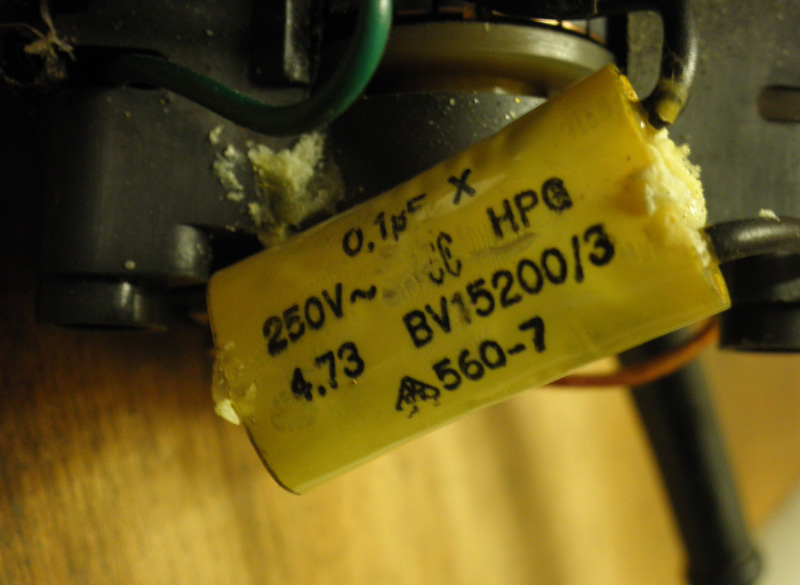 0,1µF X
250V~ HPG
4.73 BV15200/3
560-7